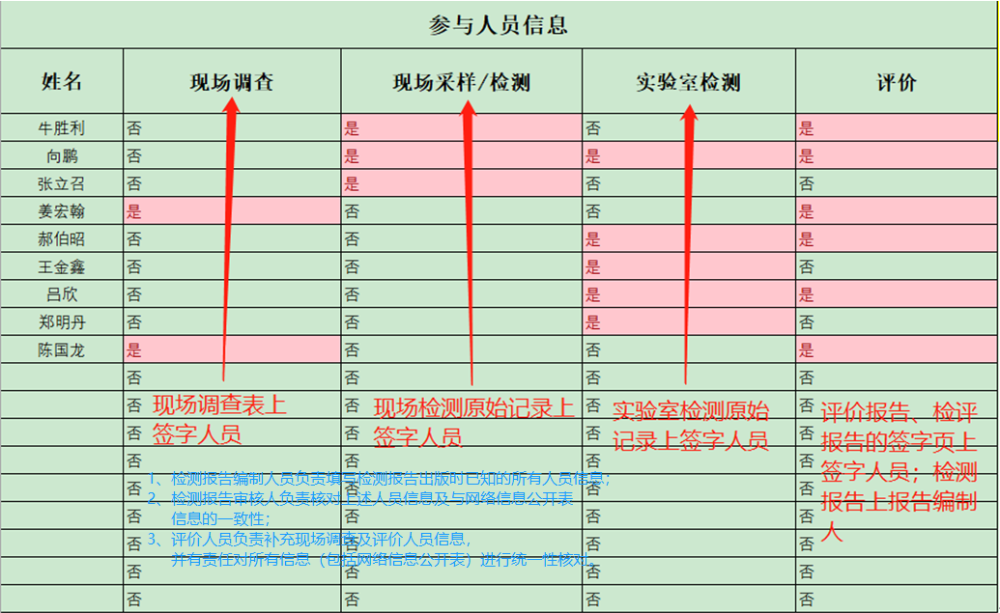 参与人员信息
姓名 现场调查 现场采样/检测 实验室检测 评价
牛胜利 否 是 否 是
向鹏 否 是 是 是
张立召 否 是 否 否
姜宏翰 是 否 否 是
郝伯昭 否 否 是 是
王金鑫 否 否 是 否
吕欣 否 否 是 是
郑明丹 否 否 是 否
陈国龙 是 否 否 是
否 否 否 否
否 否 否 否
否 否 否 否
否 否 否 否
否 否 否 否
否 否 否 否
否 否 否 否
否 否 否 否
否 否 否 否
现场调查表上
签字人员
现场检测原始记录上
签字人员
实验室检测原始
记录上签字人员
评价报告、检评
报告的签字页上
签字人员；检测
报告上报告编制
人
1、检测报告编制人员负责填写检测报告出版时已知的所有人员信息；
2、检测报告审核人负责核对上述人员信息及与网络信息公开表
信息的一致性；
3、评价人员负责补充现场调查及评价人员信息，
并有责任对所有信息（包括网络信息公开表）进行统一性核对。